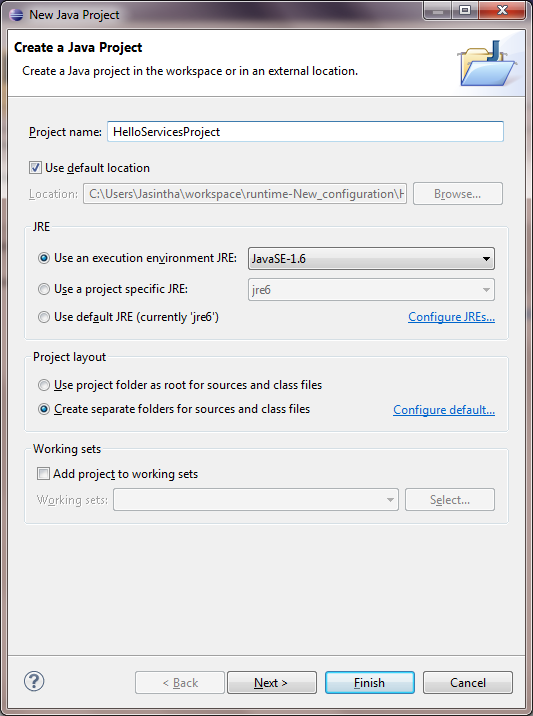 New Java Project
Create a Java Project
Create a Java project in the workspace or in an external location.
Project name: HelloServicesProject
Use default location
Location: C:\Users\Jasintha\workspace\runtime-New_configuration\H Browse...
JRE
Use an execution environment JRE: JavaSE-1.6
Use a project specific JRE: jre6
Use default JRE (currently 'jre6') Configure JREs...
Project layout
Use project folder as root for sources and class files
Create separate folders for sources and class files Configure default...
Working sets
Add project to working sets
Working sets: Select...
? < Back Next > Finish Cancel